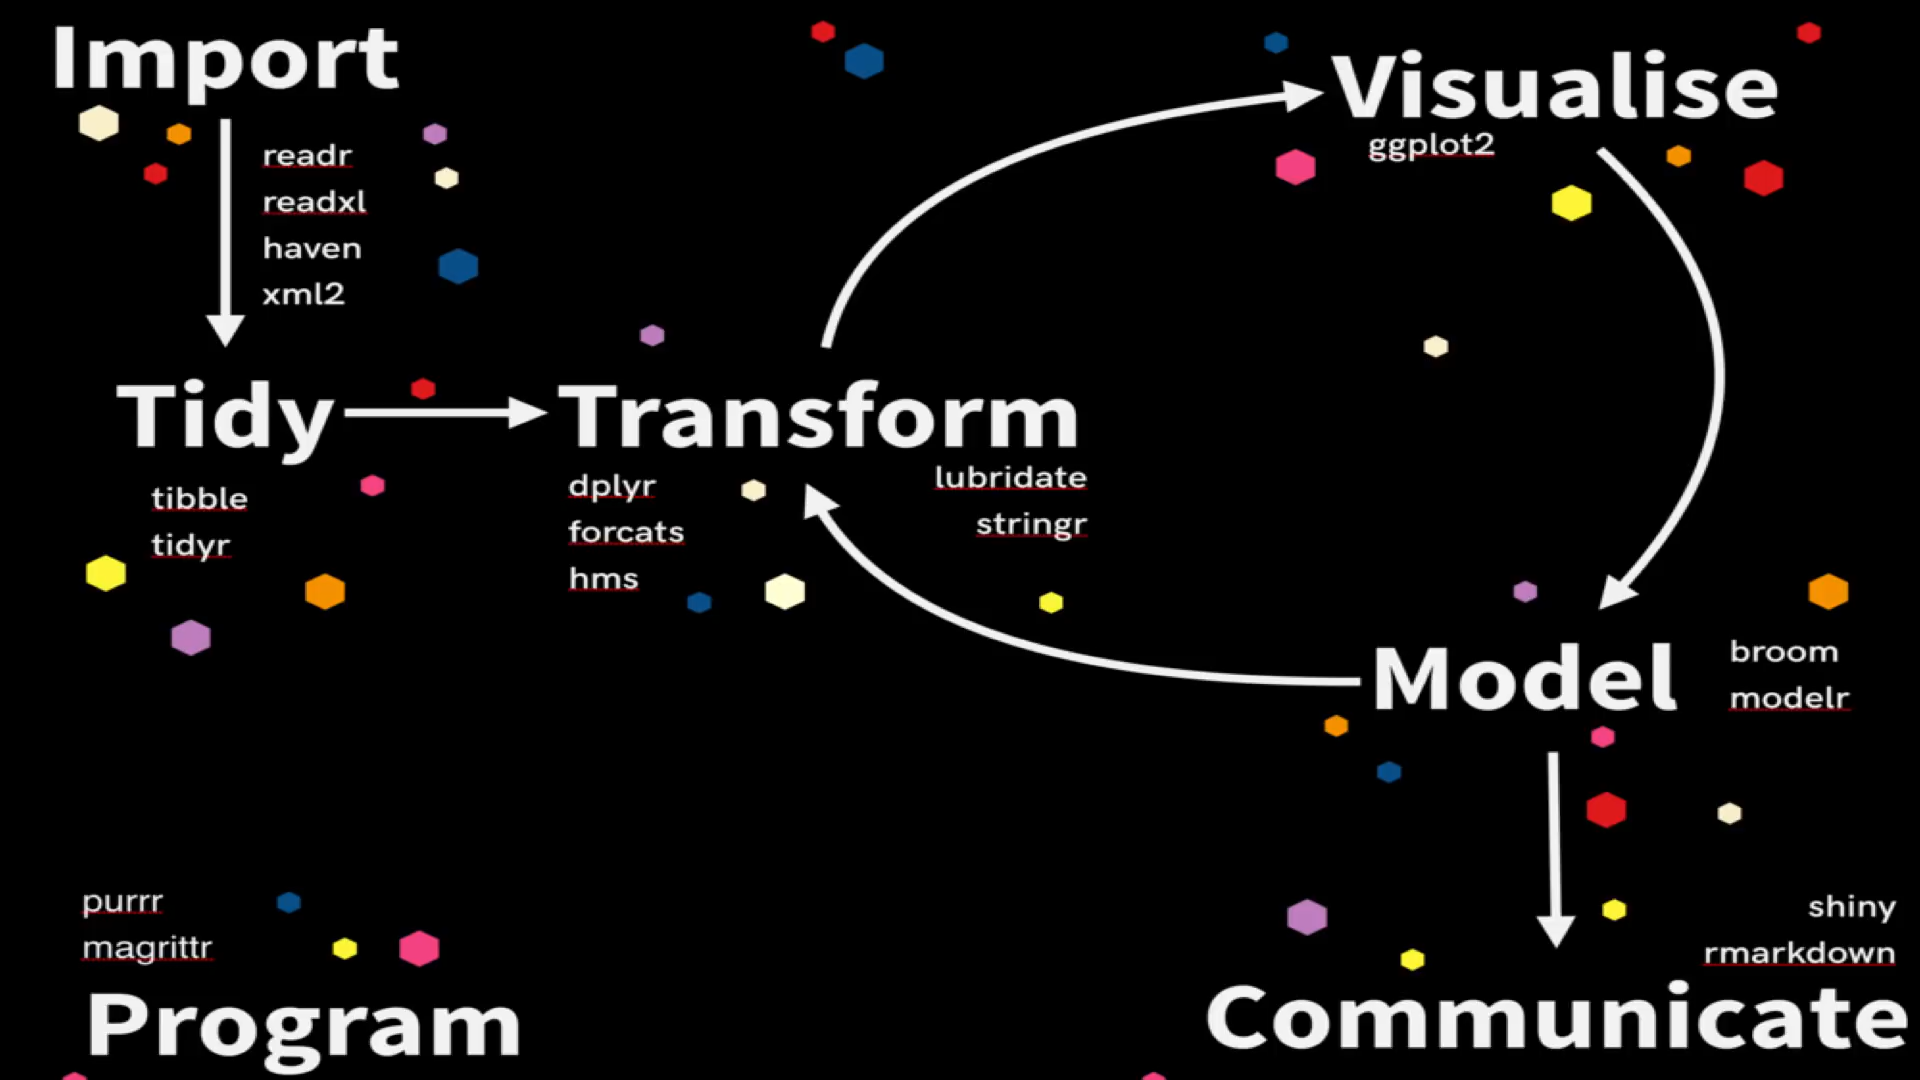 Import
readr
readxl
haven
xml2
Tidy
tibble
tidyr
Transform
dplyr
forcats
hms
lubridate
stringr
Visualise
ggplot2
Model
broom
modelr
purrr
magrittr
Program
shiny
rmarkdown
Communicate